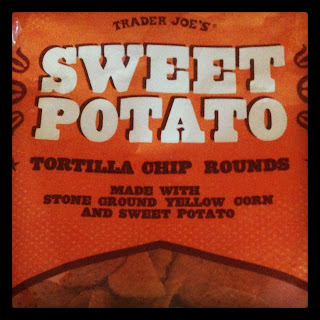 TRADER JOE'S®
SWEET
POTATO
TORTILLA CHIP ROUNDS
MADE WITH
STONE GROUND YELLOW CORN
AND SWEET POTATO